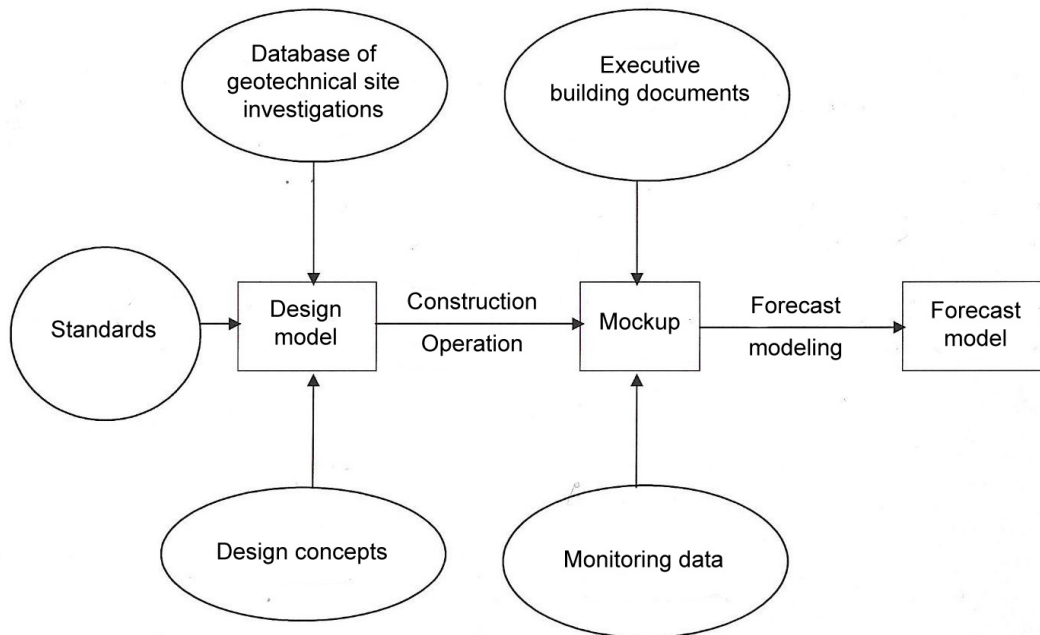 Database of
geotechnical site
investigations
Executive
building documents
Standards
Design
model
Construction
Operation
Mockup
Forecast
modeling
Forecast
model
Design concepts
Monitoring data